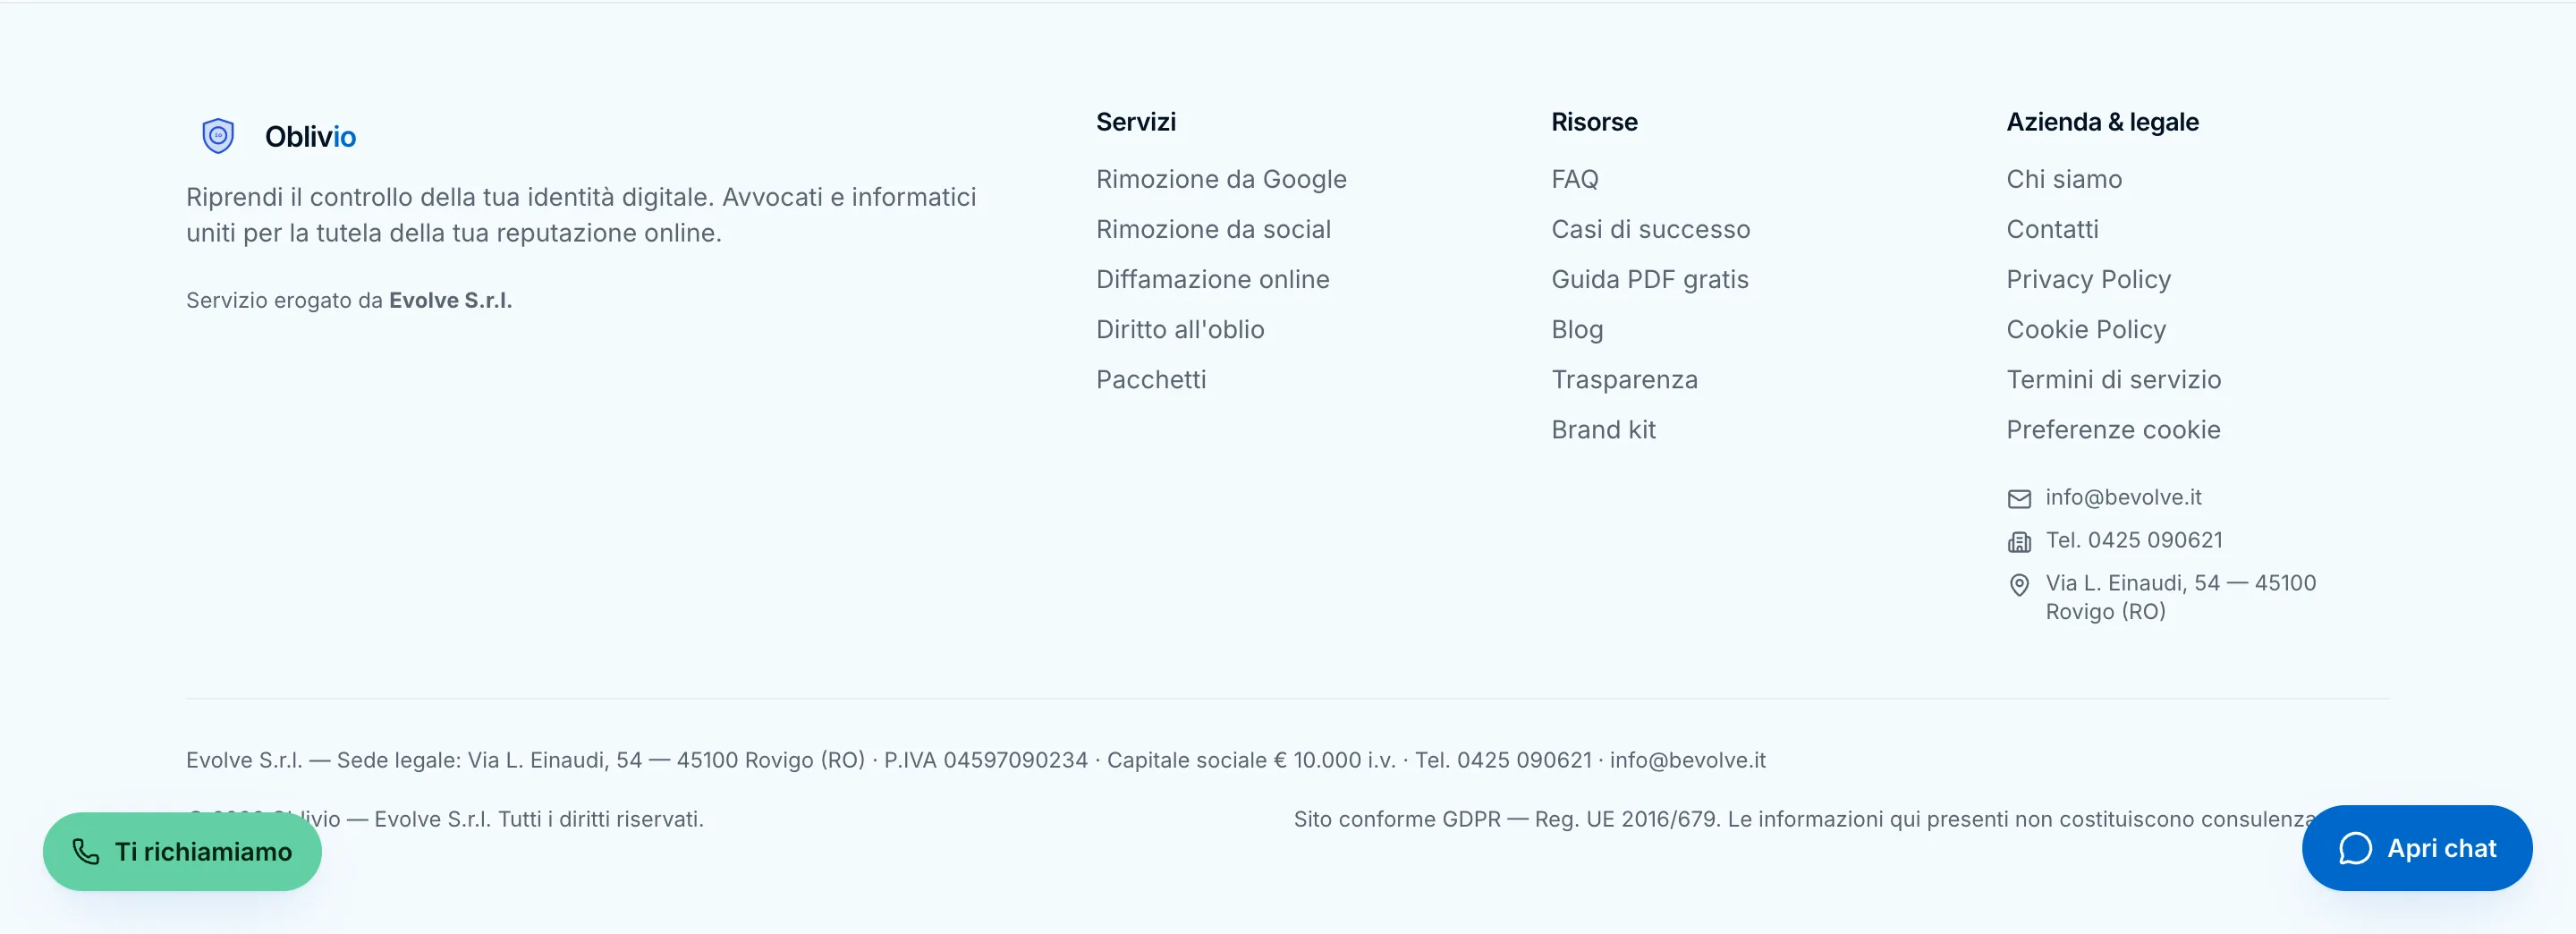 Oblivio
Riprendi il controllo della tua identità digitale. Avvocati e informatici
uniti per la tutela della tua reputazione online.
Servizio erogato da Evolve S.r.l.
Servizi
Rimozione da Google
Rimozione da social
Diffamazione online
Diritto all'oblio
Pacchetti
Risorse
FAQ
Casi di successo
Guida PDF gratis
Blog
Trasparenza
Brand kit
Azienda & legale
Chi siamo
Contatti
Privacy Policy
Cookie Policy
Termini di servizio
Preferenze cookie
info@bevolve.it
Tel. 0425 090621
Via L. Einaudi, 54 — 45100
Rovigo (RO)
Evolve S.r.l. — Sede legale: Via L. Einaudi, 54 — 45100 Rovigo (RO) · P.IVA 04597090234 · Capitale sociale € 10.000 i.v. · Tel. 0425 090621 · info@bevolve.it
— Evolve S.r.l. Tutti i diritti riservati.
Sito conforme GDPR — Reg. UE 2016/679. Le informazioni qui presenti non costituiscono consulenza
Ti richiamiamo
Apri chat